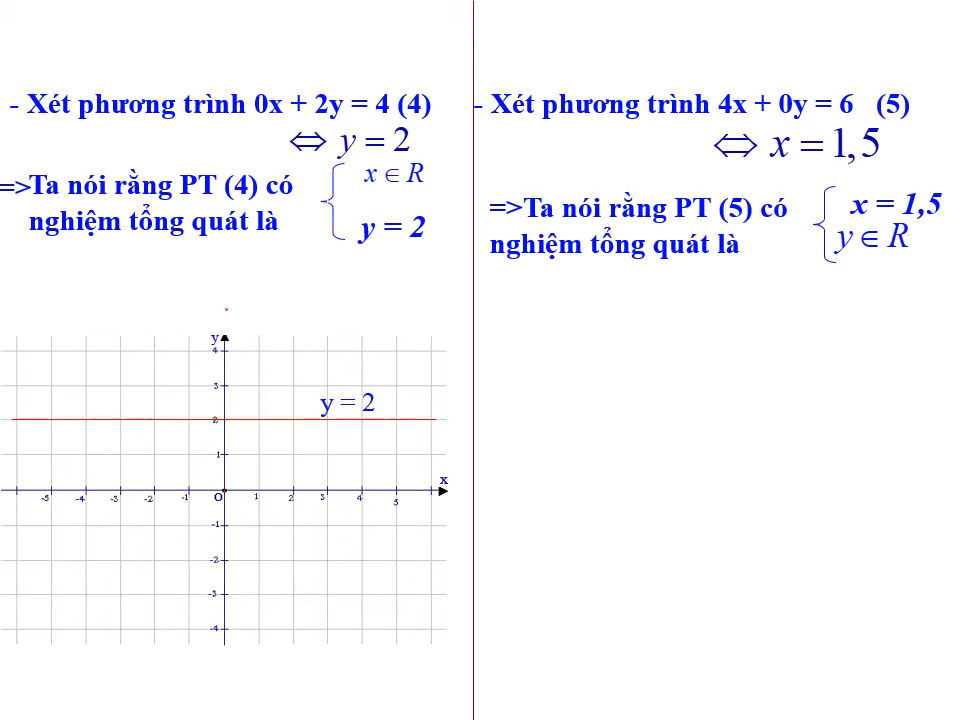 - Xét phương trình 0x + 2y = 4 (4)
⇔ y = 2
=>Ta nói rằng PT (4) có
nghiệm tổng quát là
x ∈ R
y = 2
y
4
3
y = 2
2
1
x
-5 -4 -3 -2 -1 O 1 2 3 4 5
-1
-2
-3
-4
- Xét phương trình 4x + 0y = 6 (5)
⇔ x = 1,5
=>Ta nói rằng PT (5) có
nghiệm tổng quát là
x = 1,5
y ∈ R